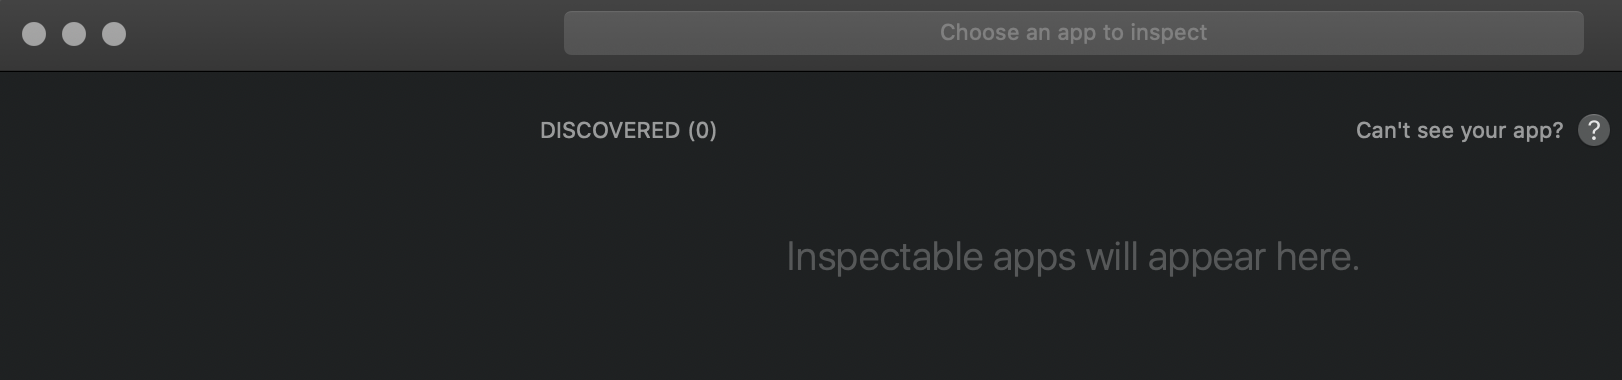 Choose an app to inspect
DISCOVERED (0)
Can't see your app? ?
Inspectable apps will appear here.